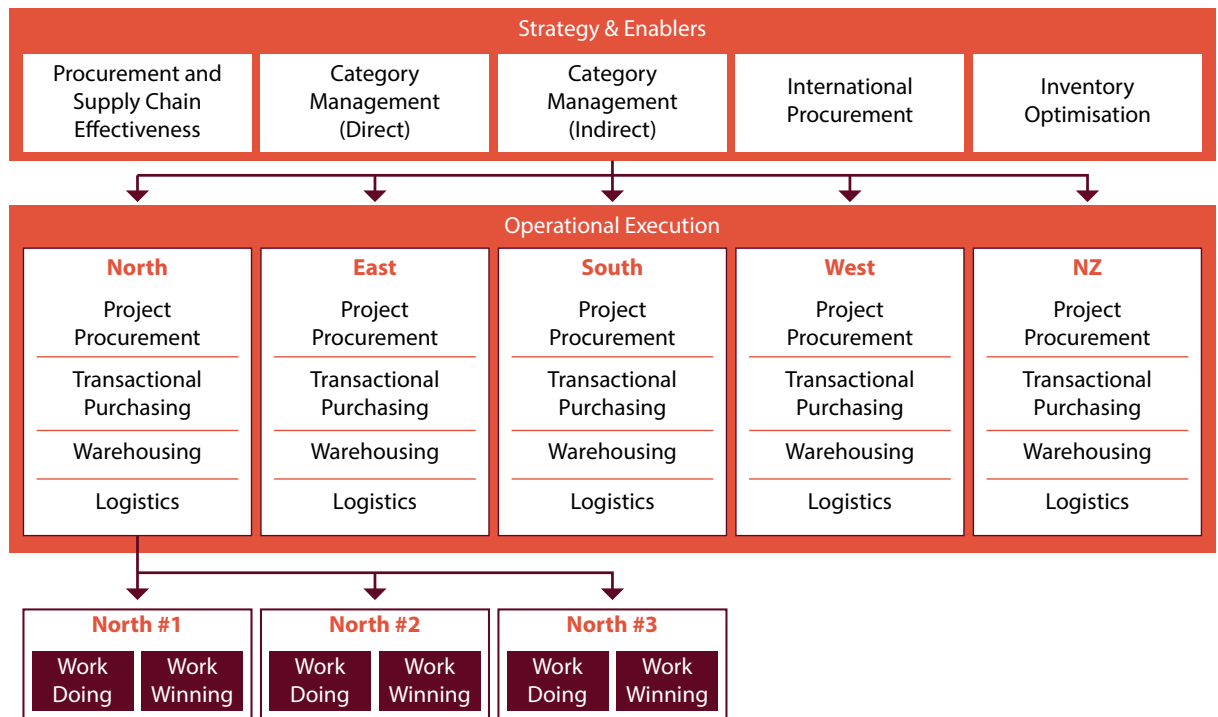 Strategy & Enablers
Procurement and
Supply Chain
Effectiveness
Category
Management
(Direct)
Category
Management
(Indirect)
International
Procurement
Inventory
Optimisation
Operational Execution
North
Project
Procurement
Transactional
Purchasing
Warehousing
Logistics
East
Project
Procurement
Transactional
Purchasing
Warehousing
Logistics
South
Project
Procurement
Transactional
Purchasing
Warehousing
Logistics
West
Project
Procurement
Transactional
Purchasing
Warehousing
Logistics
NZ
Project
Procurement
Transactional
Purchasing
Warehousing
Logistics
North #1
Work
Doing
Work
Winning
North #2
Work
Doing
Work
Winning
North #3
Work
Doing
Work
Winning